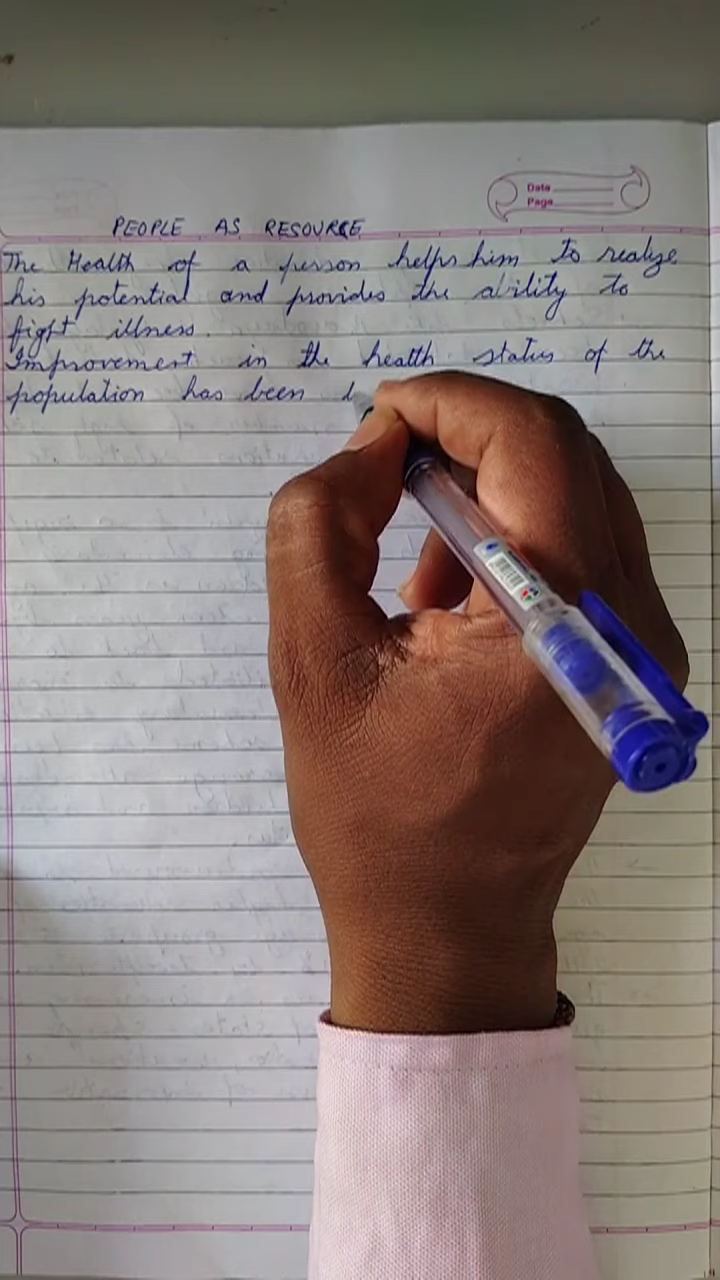 Date
Page
PEOPLE AS RESOURCE
The Health of a person helps him to realize
his potential and provides the ability to
fight illness.
Improvement in the health status of the
population has been